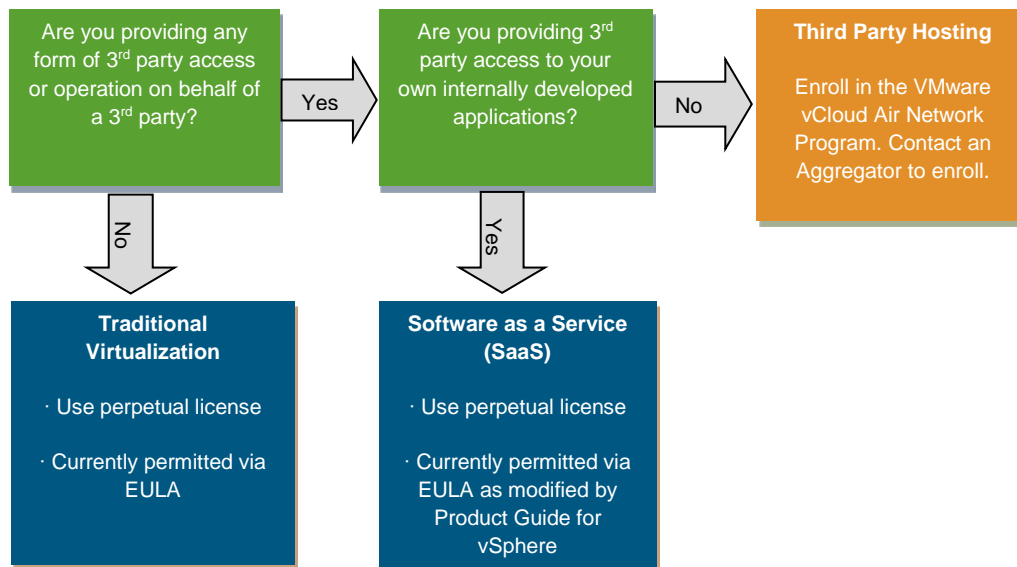 Are you providing any
form of 3rd party access
or operation on behalf of
a 3rd party?
Yes
Are you providing 3rd
party access to your
own internally developed
applications?
No
Third Party Hosting
Enroll in the VMware
vCloud Air Network
Program. Contact an
Aggregator to enroll.
No
Yes
Traditional
Virtualization
· Use perpetual license
· Currently permitted via
EULA
Software as a Service
(SaaS)
· Use perpetual license
· Currently permitted via
EULA as modified by
Product Guide for
vSphere